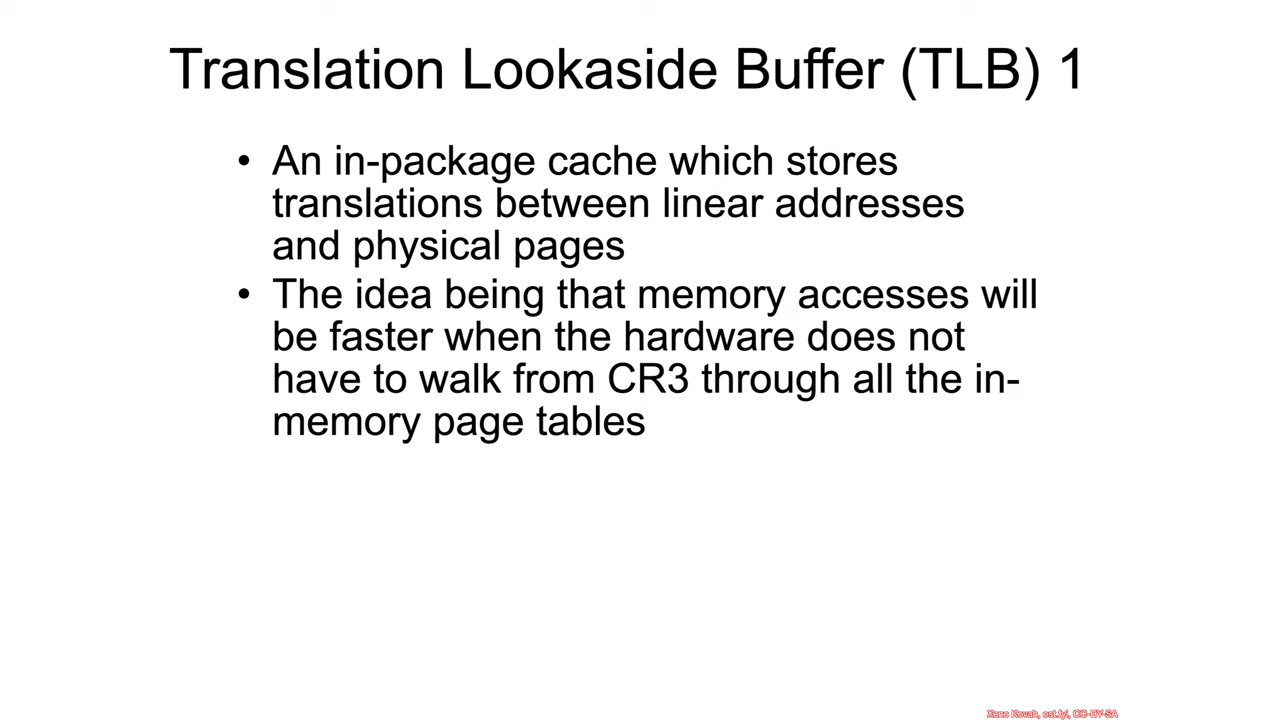 Translation Lookaside Buffer (TLB) 1
• An in-package cache which stores
translations between linear addresses
and physical pages
• The idea being that memory accesses will
be faster when the hardware does not
have to walk from CR3 through all the in-
memory page tables
Xeno Kovah, ost.fyi, CC-BY-SA